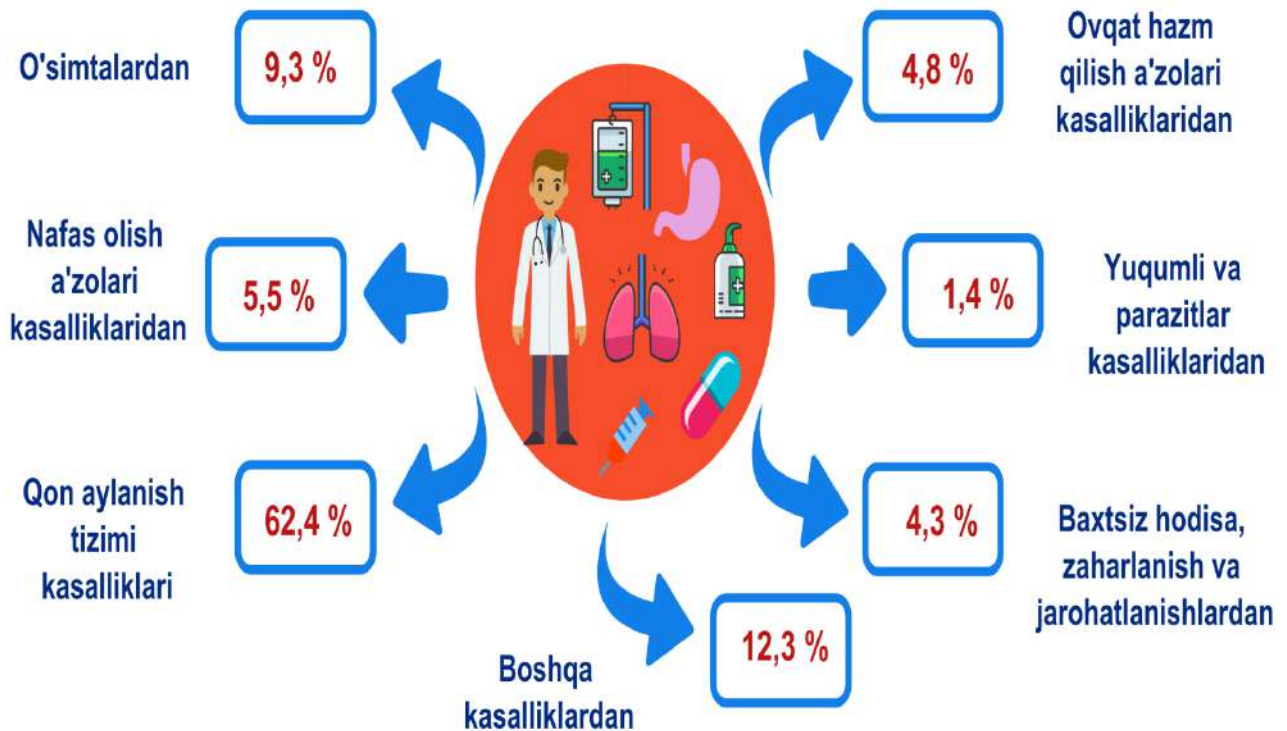 O'simtalardan
9,3 %
4,8 %
Ovqat hazm
qilish a'zolari
kasalliklaridan
Nafas olish
a'zolari
kasalliklaridan
5,5 %
1,4 %
Yuqumli va
parazitlar
kasalliklaridan
Qon aylanish
tizimi
kasalliklari
62,4 %
4,3 %
Baxtsiz hodisa,
zaharlanish va
jarohatlanishlardan
Boshqa
kasalliklardan
12,3 %